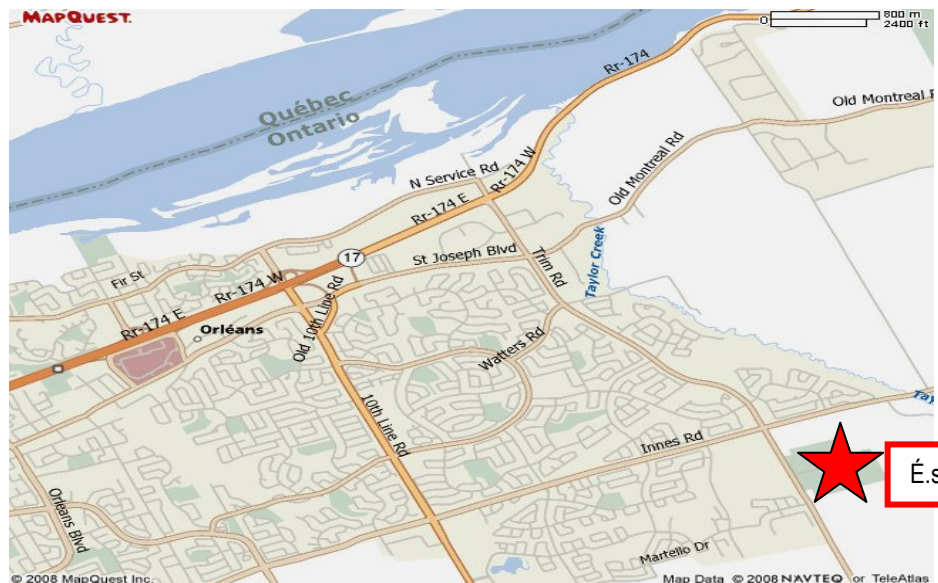 MAPQUEST.
0 800 m
2400 ft
Rr-174
Québec
Ontario
Old Montreal R
Old Montreal Rd
N Service Rd
Rr-174 W
Rr-174 E
17
St Joseph Blvd
Trim Rd
Taylor Creek
Fir St
Rr-174 W
Rr-174 E
Orléans
Old 10th Line Rd
Watters Rd
Tay
10th Line Rd
Innes Rd
É.s
Orleans Blvd
Martello Dr
© 2008 MapQuest Inc.
Map Data © 2008 NAVTEQ or TeleAtlas